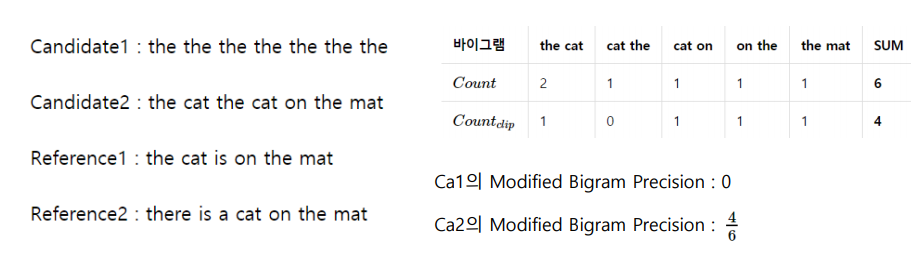 Candidate1 : the the the the the the the
Candidate2 : the cat the cat on the mat
Reference1 : the cat is on the mat
Reference2 : there is a cat on the mat
바이그램 the cat cat the cat on on the the mat SUM
Count 2 1 1 1 1 6
Count_clip 1 0 1 1 1 4
Ca1의 Modified Bigram Precision : 0
Ca2의 Modified Bigram Precision : 4/6